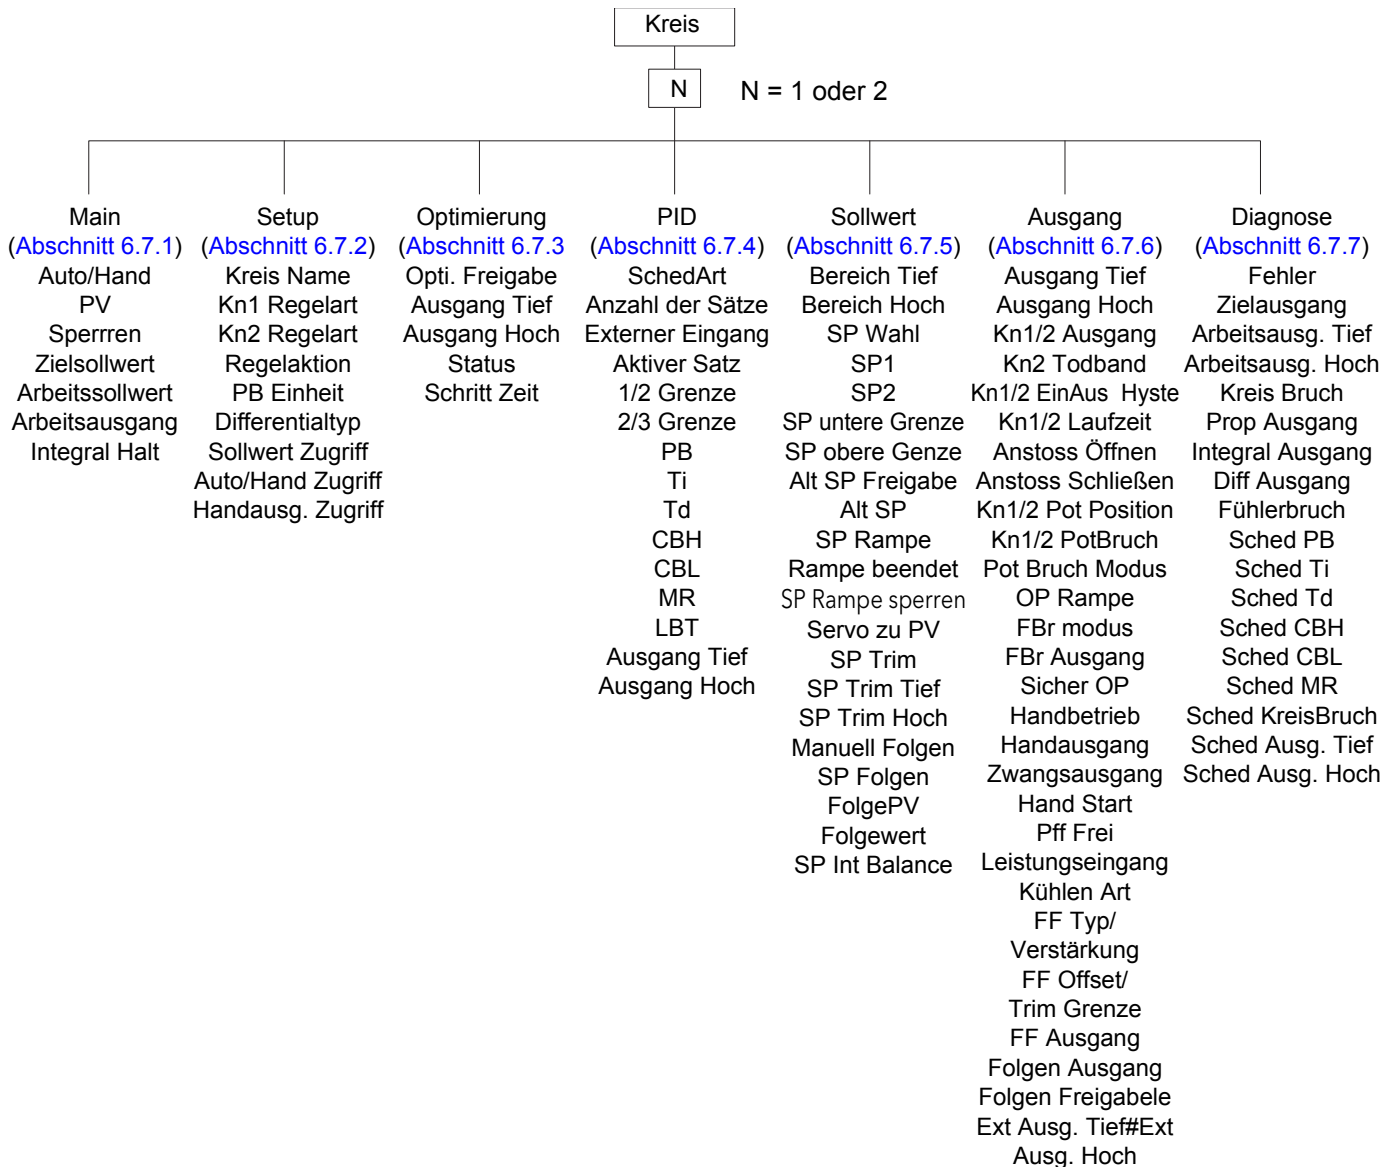 Kreis
N
N = 1 oder 2
Main
(Abschnitt 6.7.1)
Auto/Hand
PV
Sperrren
Zielsollwert
Arbeitssollwert
Arbeitsausgang
Integral Halt
Setup
(Abschnitt 6.7.2)
Kreis Name
Kn1 Regelart
Kn2 Regelart
Regelaktion
PB Einheit
Differentialtyp
Sollwert Zugriff
Auto/Hand Zugriff
Handausg. Zugriff
Optimierung
(Abschnitt 6.7.3
Opti. Freigabe
Ausgang Tief
Ausgang Hoch
Status
Schritt Zeit
PID
(Abschnitt 6.7.4)
SchedArt
Anzahl der Sätze
Externer Eingang
Aktiver Satz
1/2 Grenze
2/3 Grenze
PB
Ti
Td
CBH
CBL
MR
LBT
Ausgang Tief
Ausgang Hoch
Sollwert
(Abschnitt 6.7.5)
Bereich Tief
Bereich Hoch
SP Wahl
SP1
SP2
SP untere Grenze
SP obere Genze
Alt SP Freigabe
Alt SP
SP Rampe
Rampe beendet
SP Rampe sperren
Servo zu PV
SP Trim
SP Trim Tief
SP Trim Hoch
Manuell Folgen
SP Folgen
FolgePV
Folgewert
SP Int Balance
Ausgang
(Abschnitt 6.7.6)
Ausgang Tief
Ausgang Hoch
Kn1/2 Ausgang
Kn2 Todband
Kn1/2 EinAus Hyste
Kn1/2 Laufzeit
Anstoss Öffnen
Anstoss Schließen
Kn1/2 Pot Position
Kn1/2 PotBruch
Pot Bruch Modus
OP Rampe
FBr modus
FBr Ausgang
Sicher OP
Handbetrieb
Handausgang
Zwangsausgang
Hand Start
Pff Frei
Leistungseingang
Kühlen Art
FF Typ/
Verstärkung
FF Offset/
Trim Grenze
FF Ausgang
Folgen Ausgang
Folgen Freigabele
Ext Ausg. Tief#Ext
Ausg. Hoch
Diagnose
(Abschnitt 6.7.7)
Fehler
Zielausgang
Arbeitsausg. Tief
Arbeitsausg. Hoch
Kreis Bruch
Prop Ausgang
Integral Ausgang
Diff Ausgang
Fühlerbruch
Sched PB
Sched Ti
Sched Td
Sched CBH
Sched CBL
Sched MR
Sched KreisBruch
Sched Ausg. Tief
Sched Ausg. Hoch